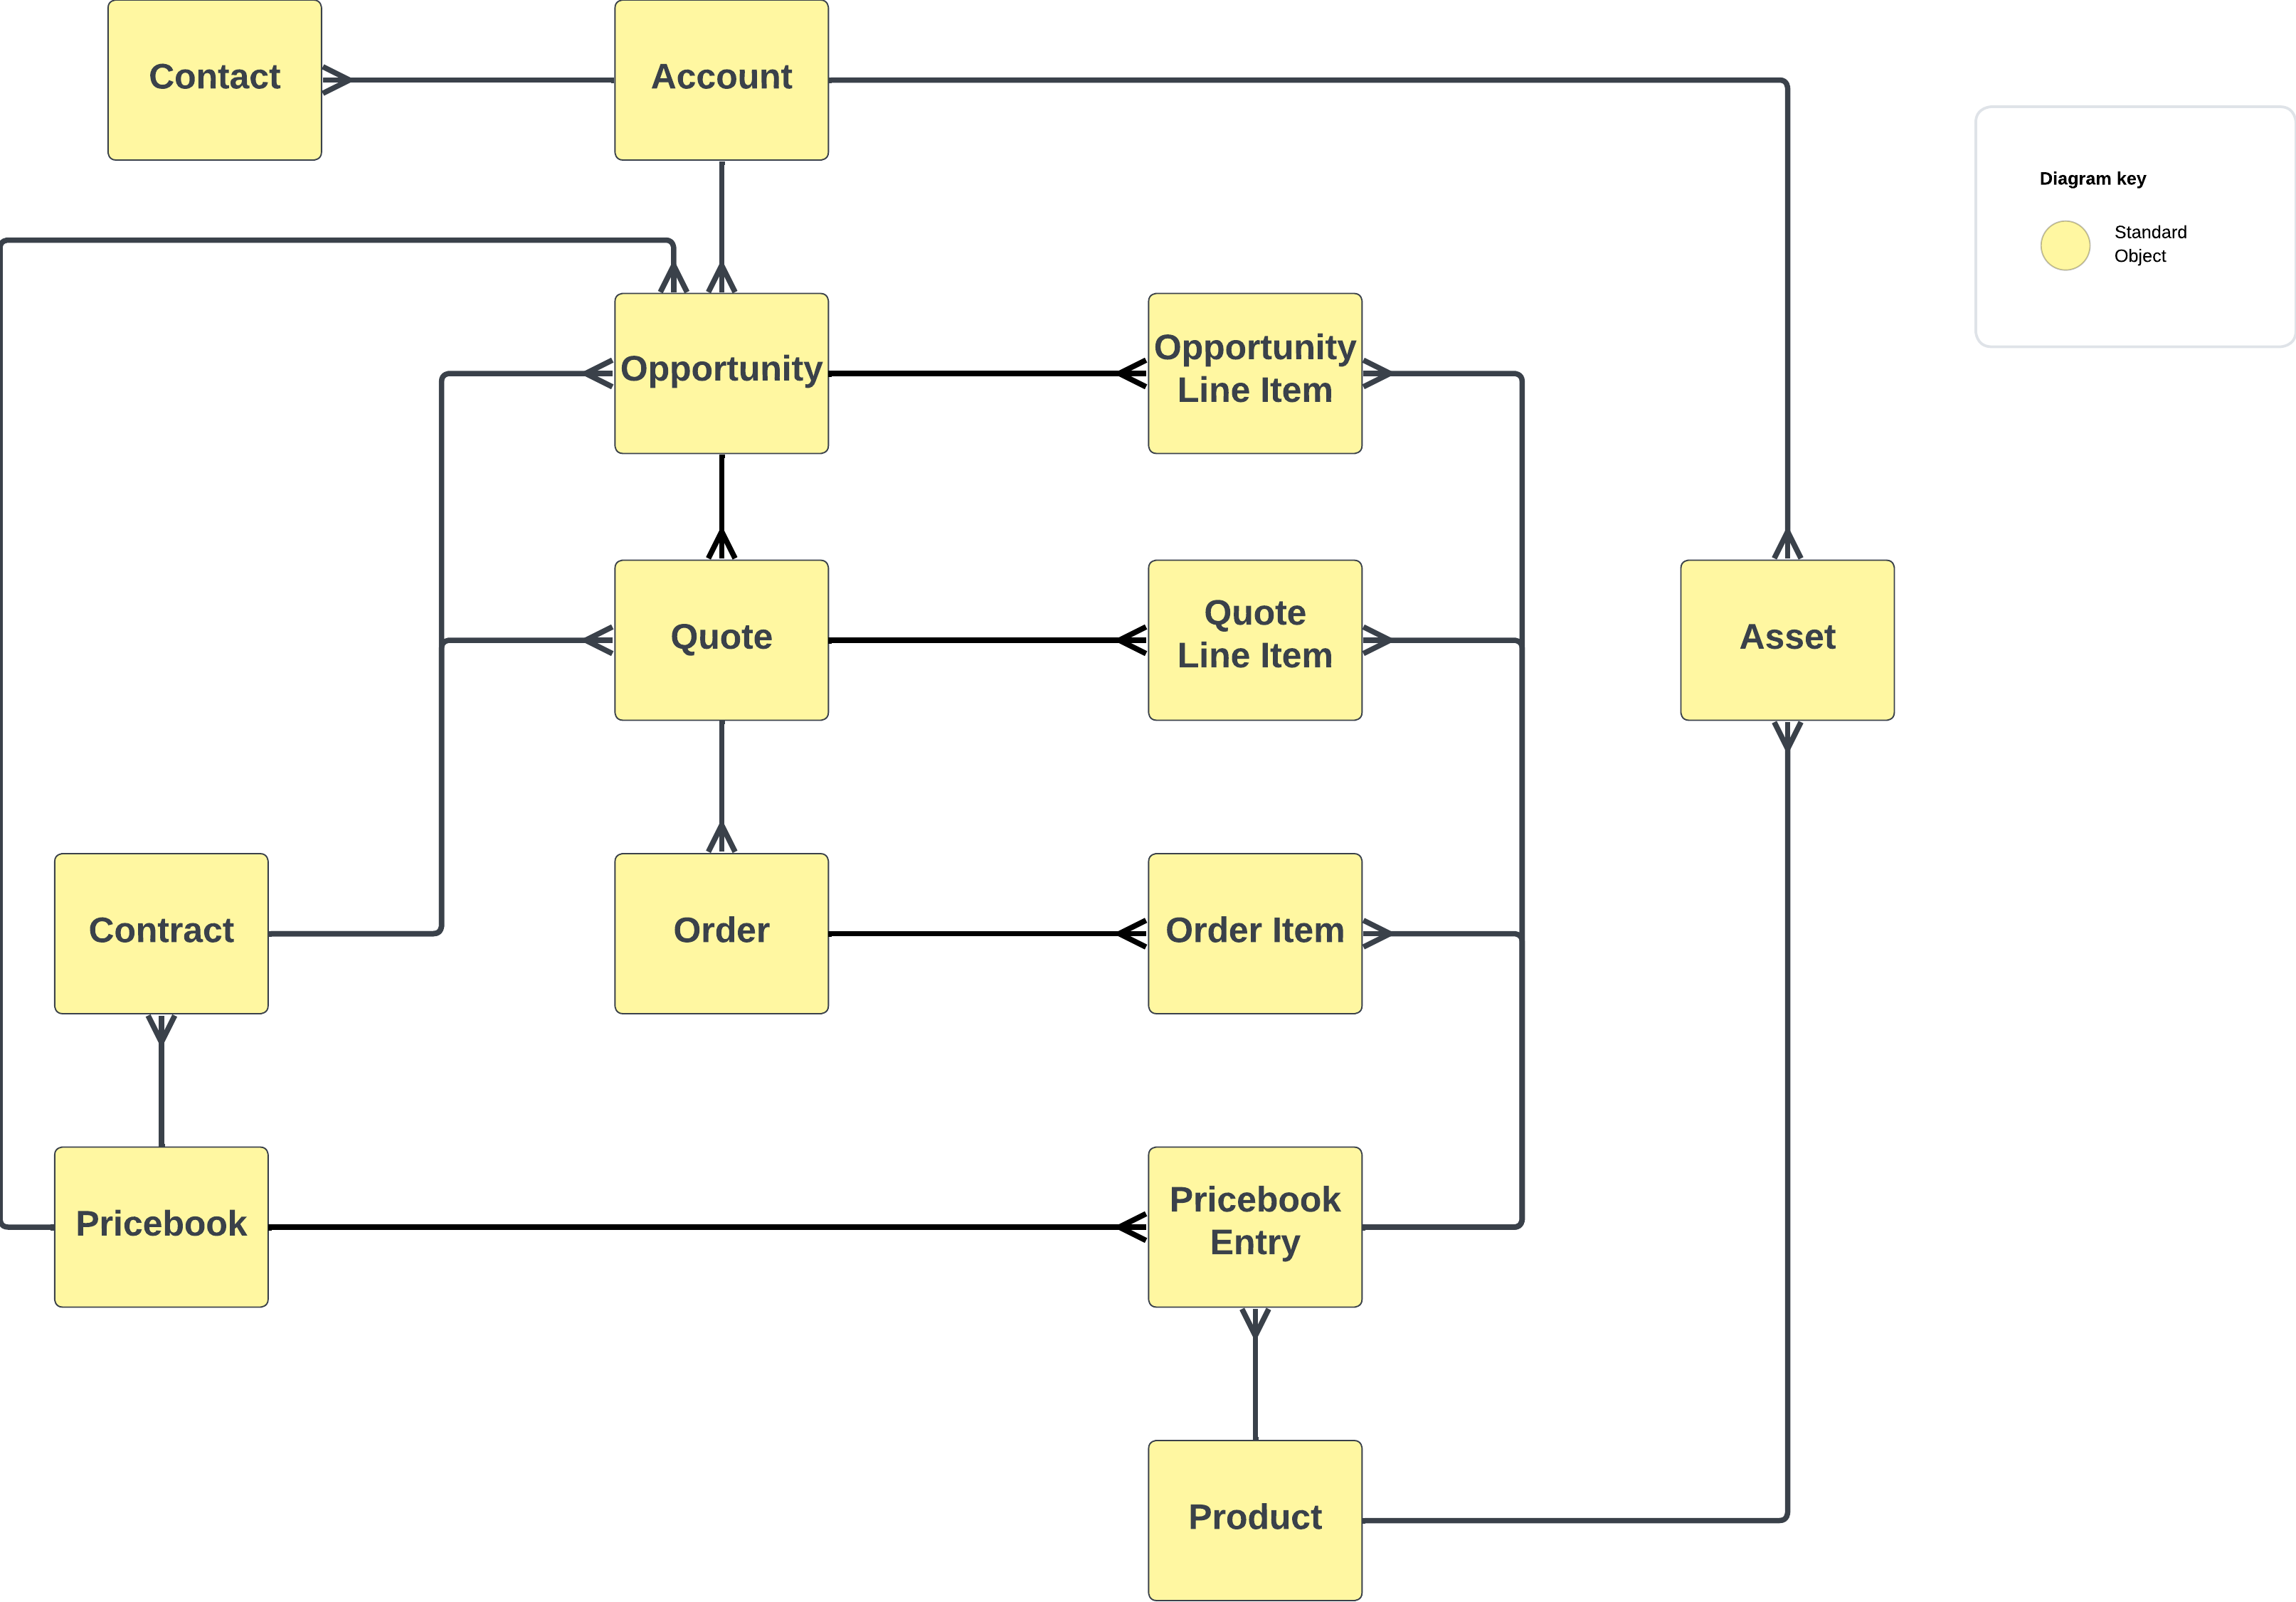 Contact
Account
Diagram key
Standard
Object
Opportunity
Opportunity
Line Item
Quote
Quote
Line Item
Asset
Contract
Order
Order Item
Pricebook
Pricebook
Entry
Product